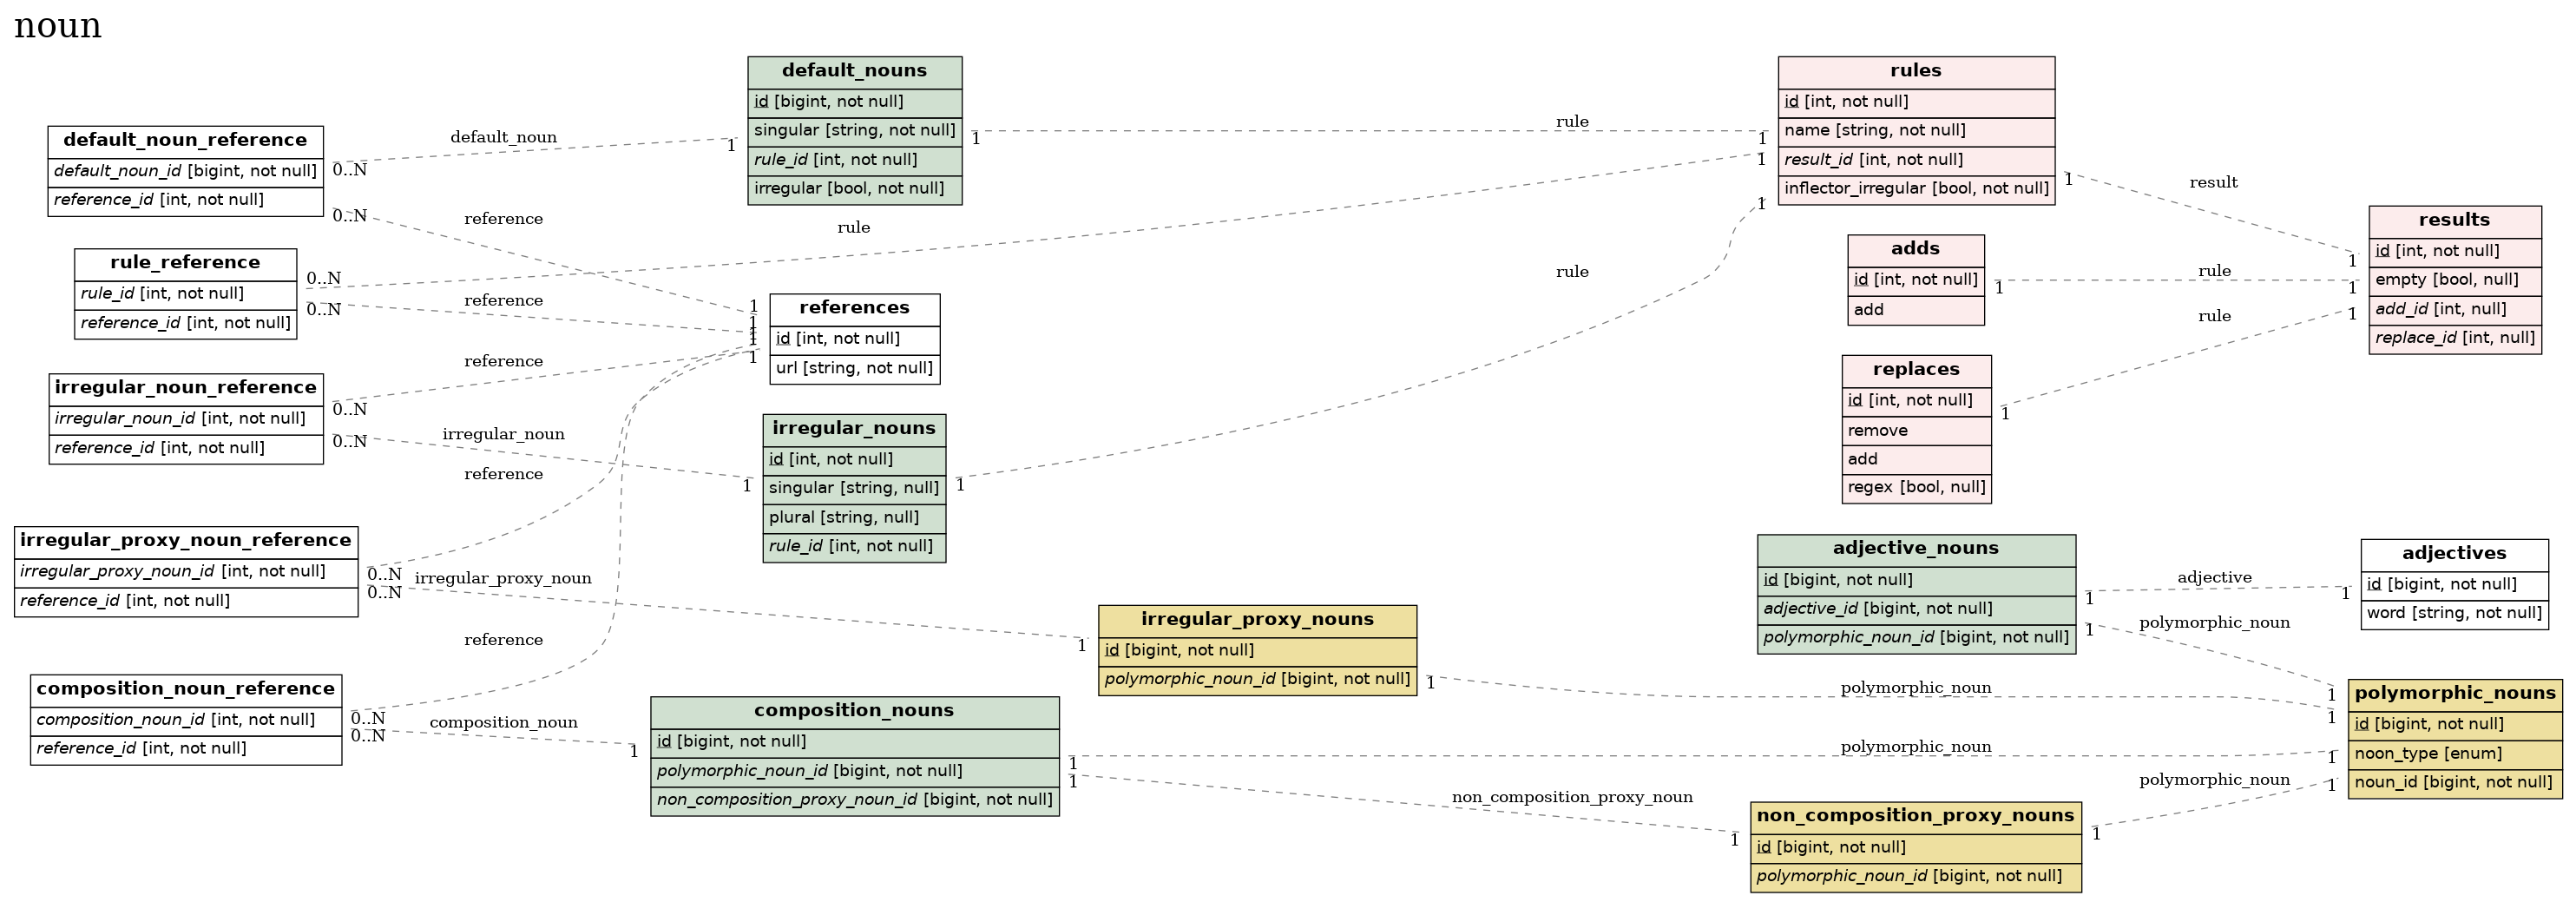 noun
default_noun_reference
default_noun_id [bigint, not null]
reference_id [int, not null]
rule_reference
rule_id [int, not null]
reference_id [int, not null]
irregular_noun_reference
irregular_noun_id [int, not null]
reference_id [int, not null]
irregular_proxy_noun_reference
irregular_proxy_noun_id [int, not null]
reference_id [int, not null]
composition_noun_reference
composition_noun_id [int, not null]
reference_id [int, not null]
0..N
default_noun
1
0..N
reference
1
0..N
rule
1
0..N
reference
1
0..N
reference
1
0..N
irregular_noun
1
0..N
reference
1
0..N
irregular_proxy_noun
1
0..N
reference
1
0..N
composition_noun
1
default_nouns
id [bigint, not null]
singular [string, not null]
rule_id [int, not null]
irregular [bool, not null]
references
id [int, not null]
url [string, not null]
irregular_nouns
id [int, not null]
singular [string, null]
plural [string, null]
rule_id [int, not null]
irregular_proxy_nouns
id [bigint, not null]
polymorphic_noun_id [bigint, not null]
composition_nouns
id [bigint, not null]
polymorphic_noun_id [bigint, not null]
non_composition_proxy_noun_id [bigint, not null]
1
rule
1
1
rule
1
1
polymorphic_noun
1
1
polymorphic_noun
1
1
non_composition_proxy_noun
1
rules
id [int, not null]
name [string, not null]
result_id [int, not null]
inflector_irregular [bool, not null]
adds
id [int, not null]
add
replaces
id [int, not null]
remove
add
regex [bool, null]
adjective_nouns
id [bigint, not null]
adjective_id [bigint, not null]
polymorphic_noun_id [bigint, not null]
non_composition_proxy_nouns
id [bigint, not null]
polymorphic_noun_id [bigint, not null]
1
result
1
1
rule
1
1
rule
1
1
adjective
1
1
polymorphic_noun
1
1
polymorphic_noun
1
results
id [int, not null]
empty [bool, null]
add_id [int, null]
replace_id [int, null]
adjectives
id [bigint, not null]
word [string, not null]
polymorphic_nouns
id [bigint, not null]
noon_type [enum]
noun_id [bigint, not null]